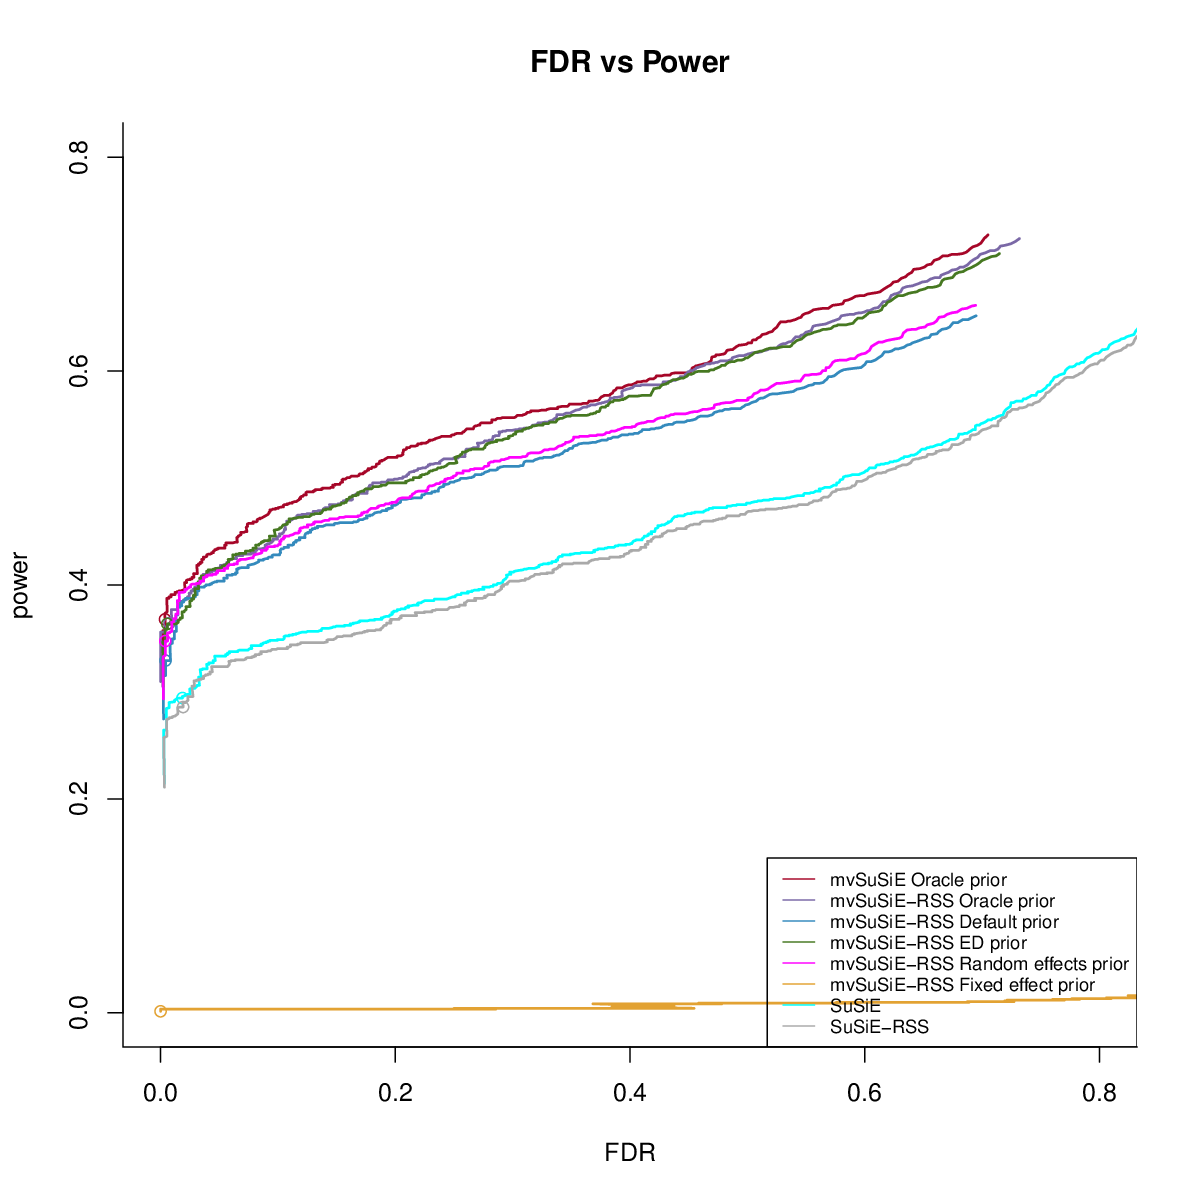 FDR vs Power
power
0.8
0.6
0.4
0.2
0.0
mvSuSiE Oracle prior
mvSuSiE−RSS Oracle prior
mvSuSiE−RSS Default prior
mvSuSiE−RSS ED prior
mvSuSiE−RSS Random effects prior
mvSuSiE−RSS Fixed effect prior
SuSiE
SuSiE−RSS
0.0 0.2 0.4 0.6 0.8
FDR